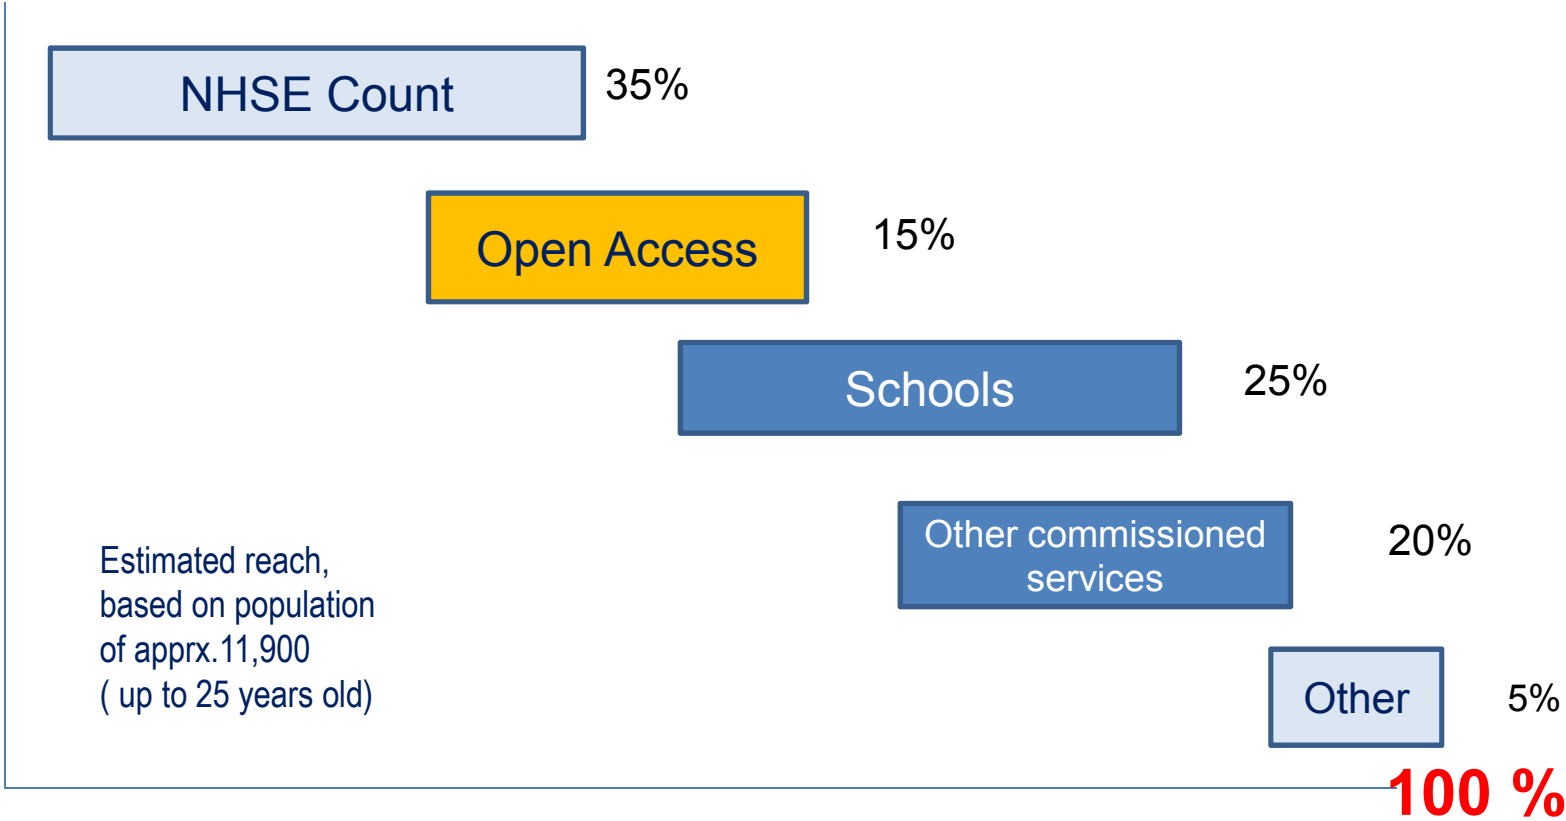 NHSE Count
35%
Open Access
15%
Schools
25%
Other commissioned
services
20%
Estimated reach,
based on population
of apprx.11,900
( up to 25 years old)
Other
5%
100 %